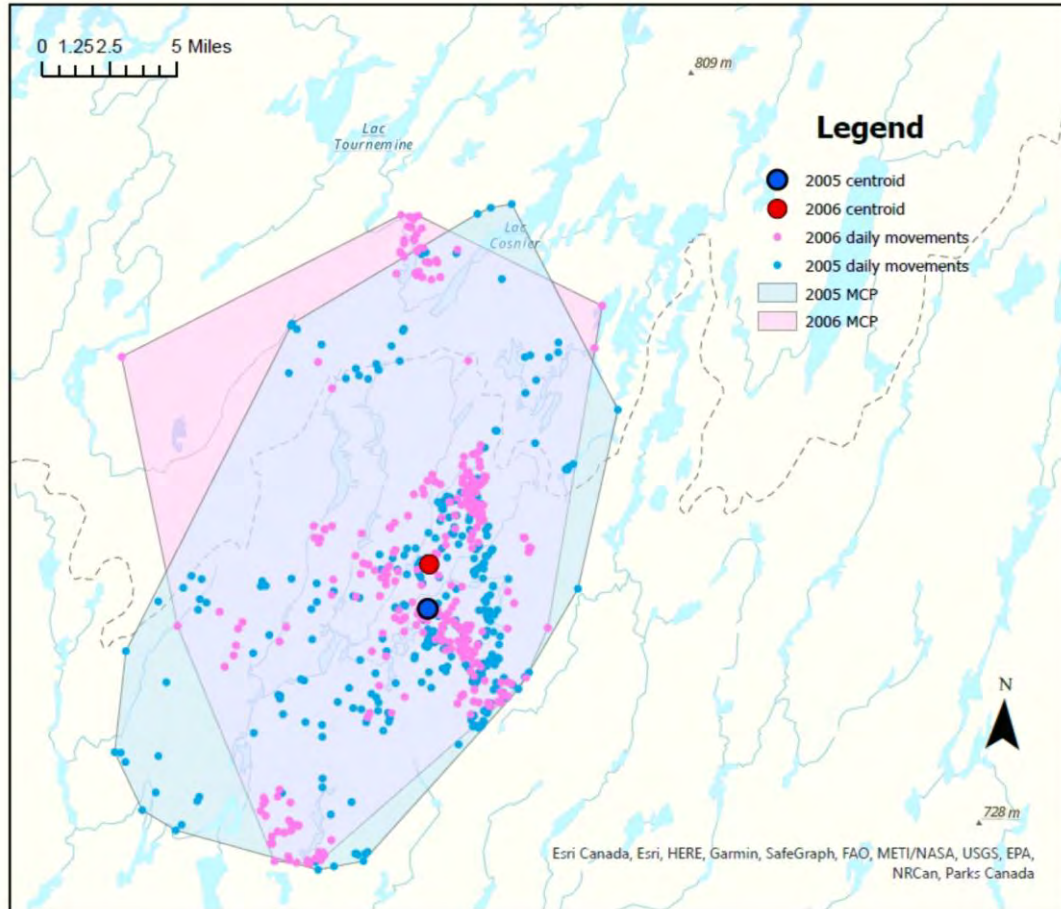 0 1.25 2.5 5 Miles
809 m
Lac
Tournemine
Legend
2005 centroid
2006 centroid
Lac
Cosnier
2006 daily movements
2005 daily movements
2005 MCP
2006 MCP
N
728 m
Esri Canada, Esri, HERE, Garmin, SafeGraph, FAO, METI/NASA, USGS, EPA,
NRCan, Parks Canada